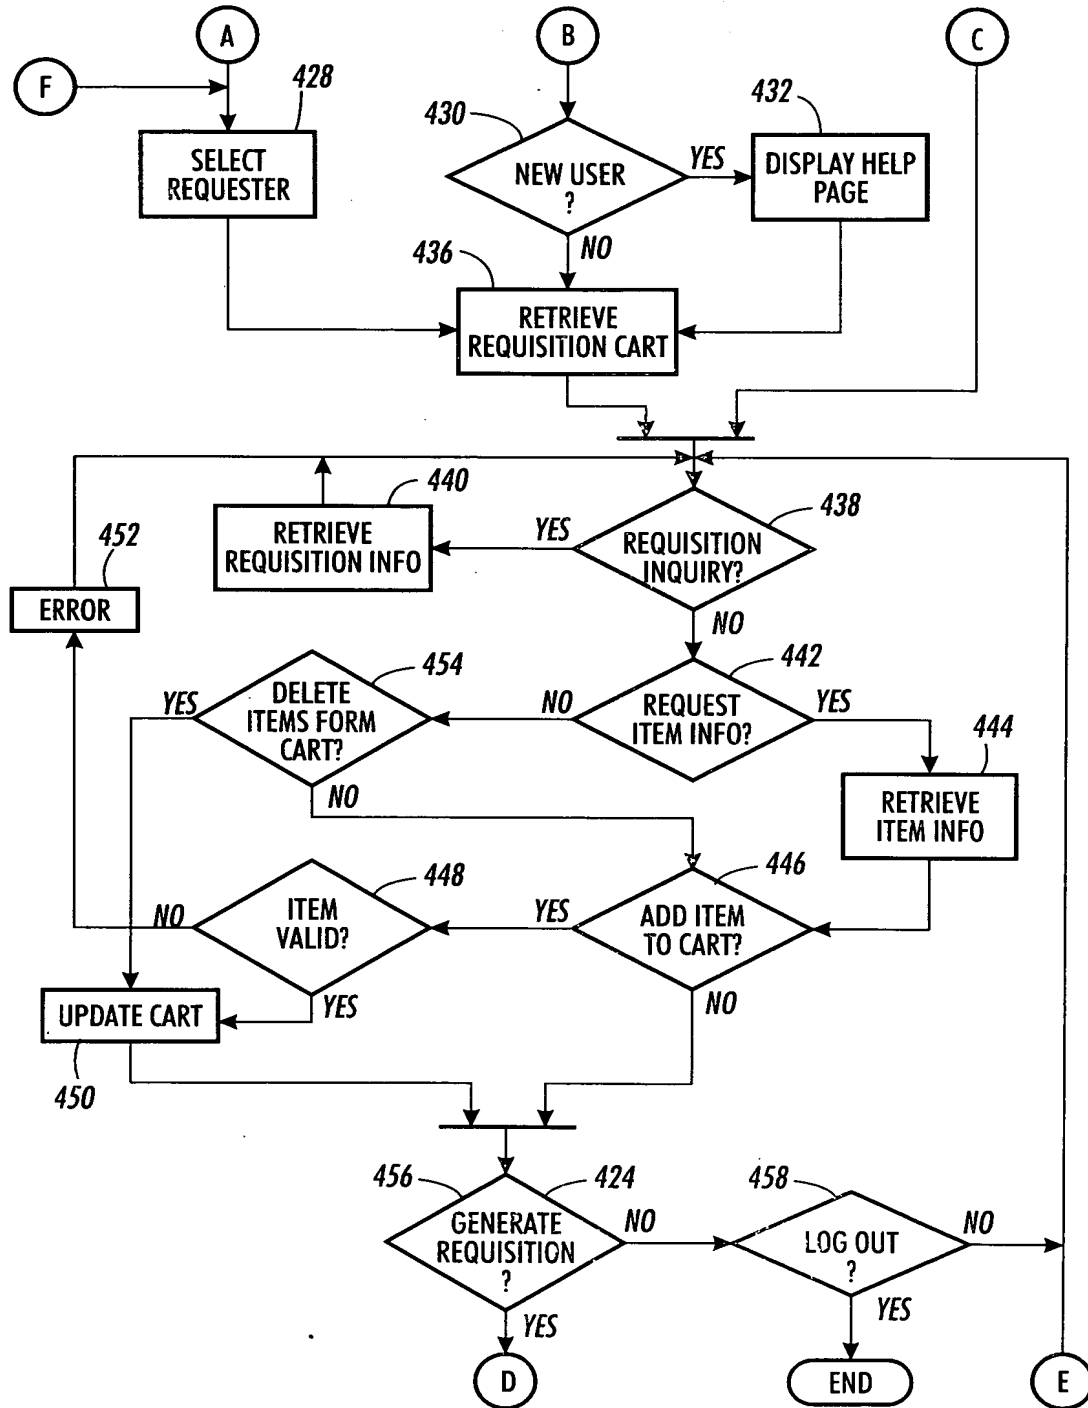 A
B
C
F
428
SELECT
REQUESTER
430
NEW USER
?
YES
432
DISPLAY HELP
PAGE
NO
436
RETRIEVE
REQUISITION CART
440
RETRIEVE
REQUISITION INFO
YES
438
REQUISITION
INQUIRY?
452
ERROR
NO
454
DELETE
ITEMS FORM
CART?
YES
NO
442
REQUEST
ITEM INFO?
YES
444
RETRIEVE
ITEM INFO
NO
448
ITEM
VALID?
NO
YES
446
ADD ITEM
TO CART?
YES
UPDATE CART
450
NO
456
424
GENERATE
REQUISITION
?
NO
458
LOG OUT
?
NO
YES
YES
D
END
E